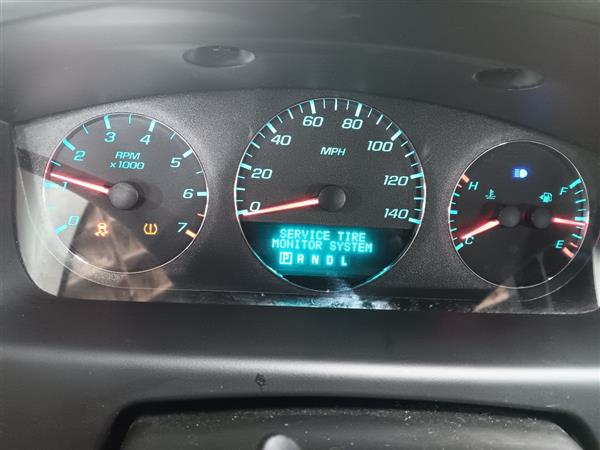 0 1 2 3 4 5 6 7
RPM
x1000
0 20 40 60 80 100 120 140
MPH
SERVICE TIRE
MONITOR SYSTEM
P R N D L
H
C
F
E